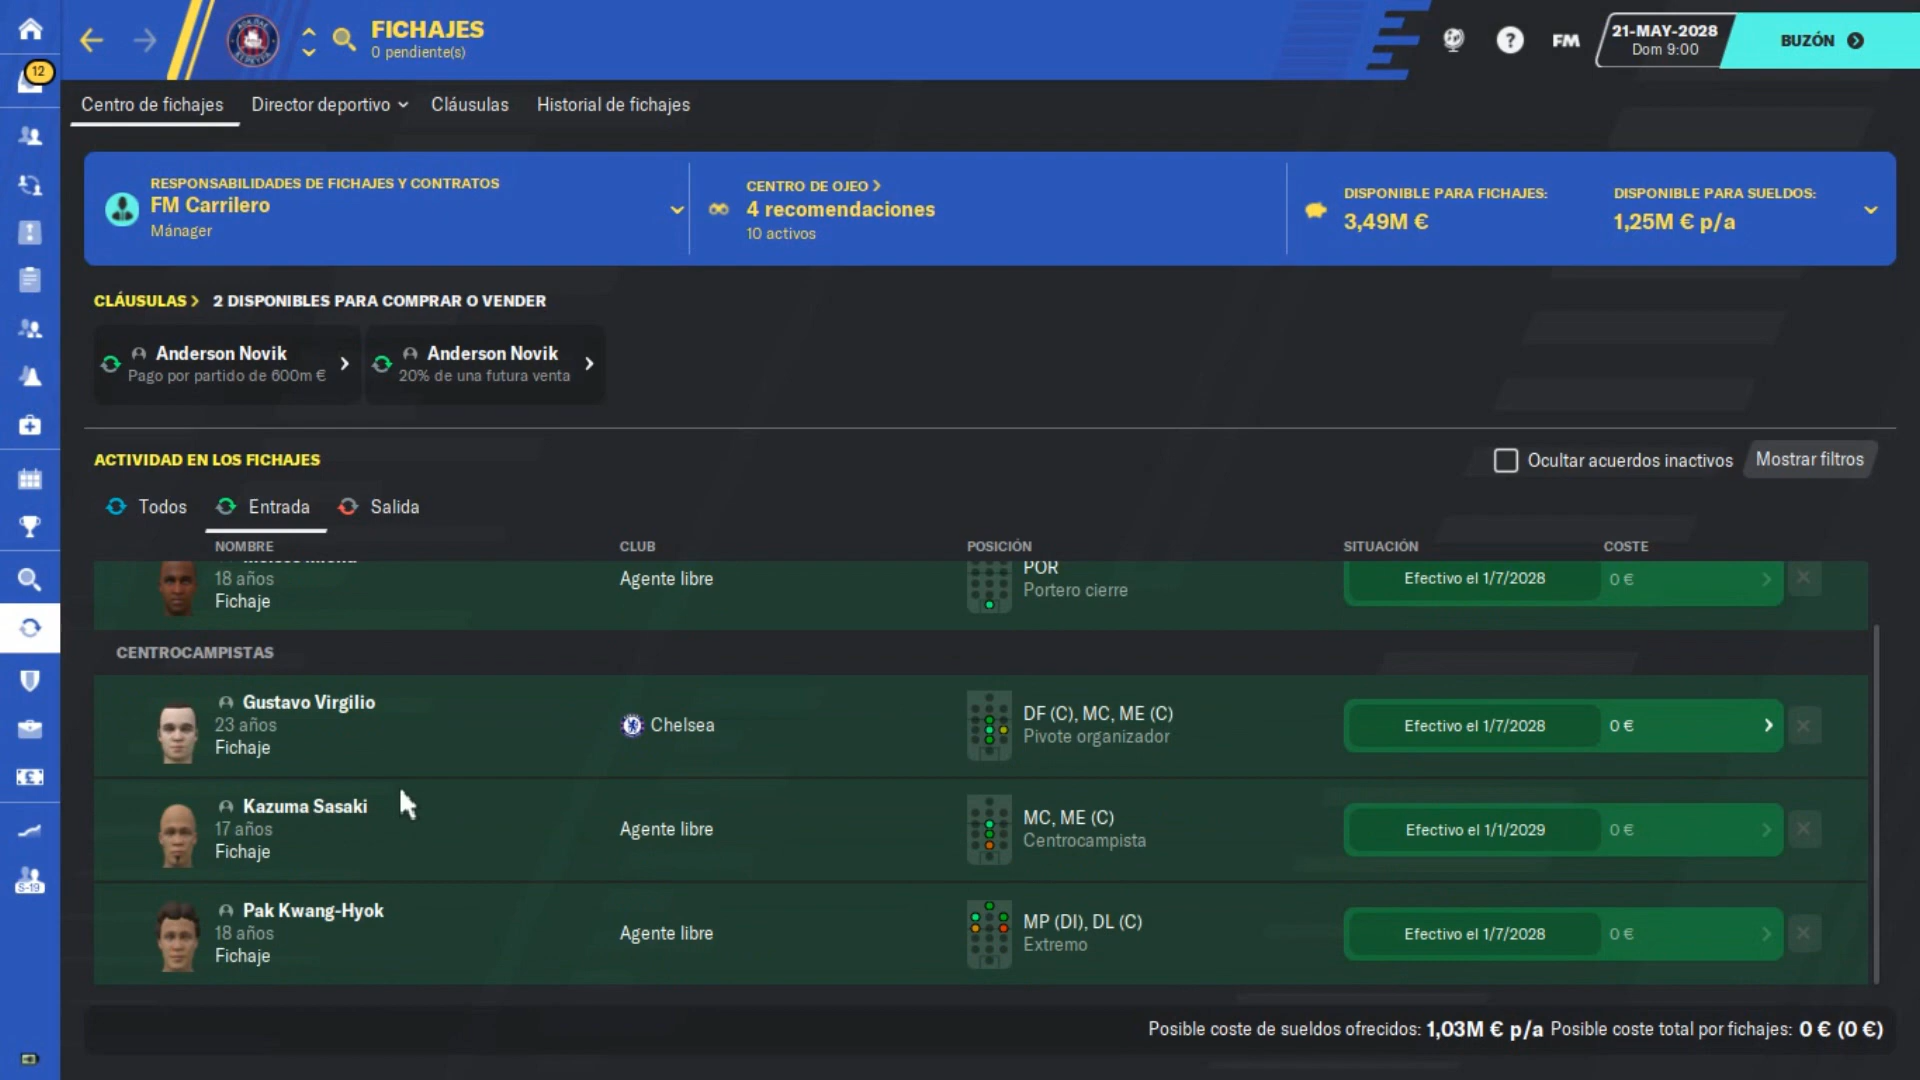 FICHAJES
0 pendiente(s)
FM
21-MAY-2028
Dom 9:00
BUZÓN
12
Centro de fichajes
Director deportivo
Cláusulas
Historial de fichajes
RESPONSABILIDADES DE FICHAJES Y CONTRATOS
FM Carrilero
Mánager
CENTRO DE OJEO
4 recomendaciones
10 activos
DISPONIBLE PARA FICHAJES:
3,49M €
DISPONIBLE PARA SUELDOS:
1,25M € p/a
CLÁUSULAS 2 DISPONIBLES PARA COMPRAR O VENDER
Anderson Novik
Pago por partido de 600m €
Anderson Novik
20% de una futura venta
ACTIVIDAD EN LOS FICHAJES
Ocultar acuerdos inactivos
Mostrar filtros
Todos
Entrada
Salida
NOMBRE CLUB POSICIÓN SITUACIÓN COSTE
18 años
Fichaje
Agente libre
POR
Portero cierre
Efectivo el 1/7/2028
0 €
CENTROCAMPISTAS
Gustavo Virgilio
23 años
Fichaje
Chelsea
DF (C), MC, ME (C)
Pivote organizador
Efectivo el 1/7/2028
0 €
Kazuma Sasaki
17 años
Fichaje
Agente libre
MC, ME (C)
Centrocampista
Efectivo el 1/1/2029
0 €
Pak Kwang-Hyok
18 años
Fichaje
Agente libre
MP (DI), DL (C)
Extremo
Efectivo el 1/7/2028
0 €
S-19
Posible coste de sueldos ofrecidos: 1,03M € p/a Posible coste total por fichajes: 0 € (0 €)